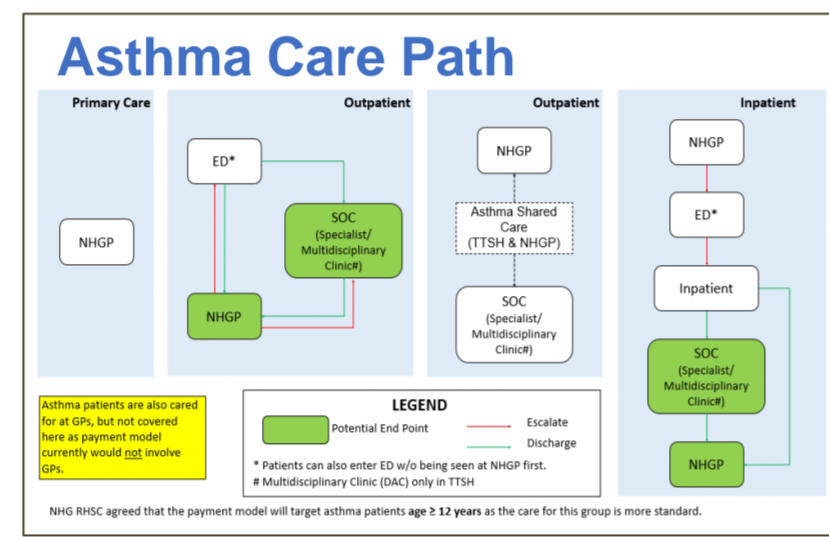 Asthma Care Path
Primary Care
NHGP
Outpatient
ED*
SOC
(Specialist/
Multidisciplinary
Clinic#)
NHGP
Outpatient
NHGP
Asthma Shared
Care
(TTSH & NHGP)
SOC
(Specialist/
Multidisciplinary
Clinic#)
Inpatient
NHGP
ED*
Inpatient
SOC
(Specialist/
Multidisciplinary
Clinic#)
NHGP
Asthma patients are also cared
for at GPs, but not covered
here as payment model
currently would not involve
GPs.
LEGEND
Potential End Point
Escalate
Discharge
* Patients can also enter ED w/o being seen at NHGP first.
# Multidisciplinary Clinic (DAC) only in TTSH
NHG RHSC agreed that the payment model will target asthma patients age ≥ 12 years as the care for this group is more standard.